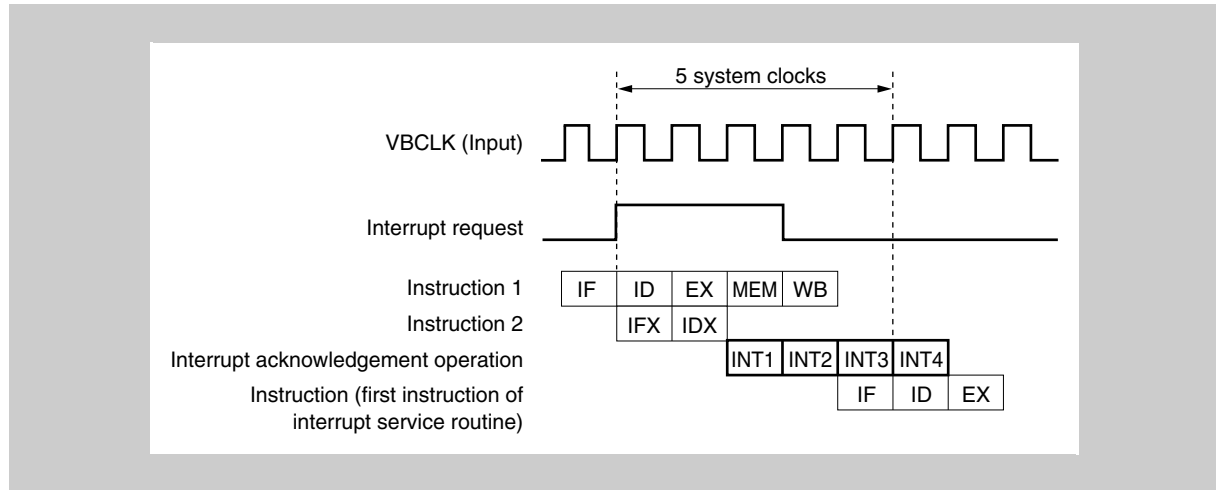 5 system clocks
VBCLK (Input)
Interrupt request
Instruction 1 IF ID EX MEM WB
Instruction 2 IFX IDX
Interrupt acknowledgement operation INT1 INT2 INT3 INT4
Instruction (first instruction of
interrupt service routine) IF ID EX